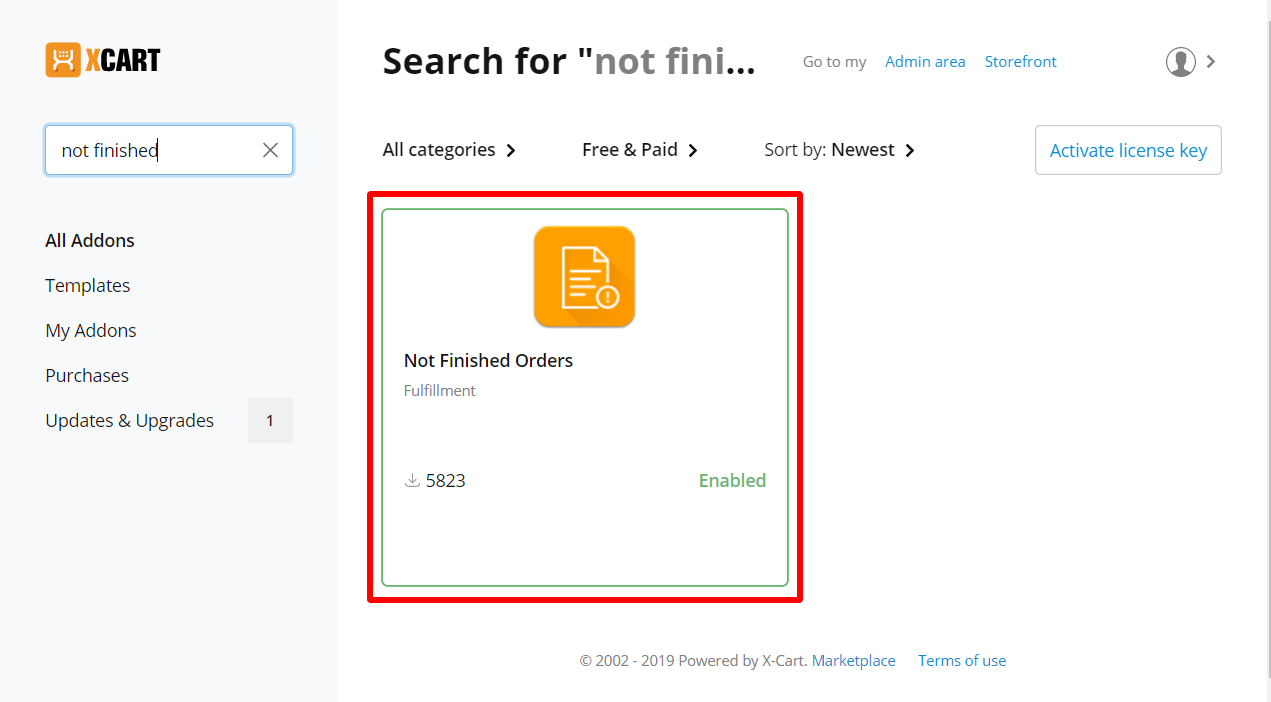 XCART
Search for "not fini...
Go to my Admin area Storefront
not finished
All categories Free & Paid Sort by: Newest Activate license key
All Addons
Templates
My Addons
Purchases
Updates & Upgrades 1
Not Finished Orders
Fulfillment
5823 Enabled
© 2002 - 2019 Powered by X-Cart. Marketplace Terms of use